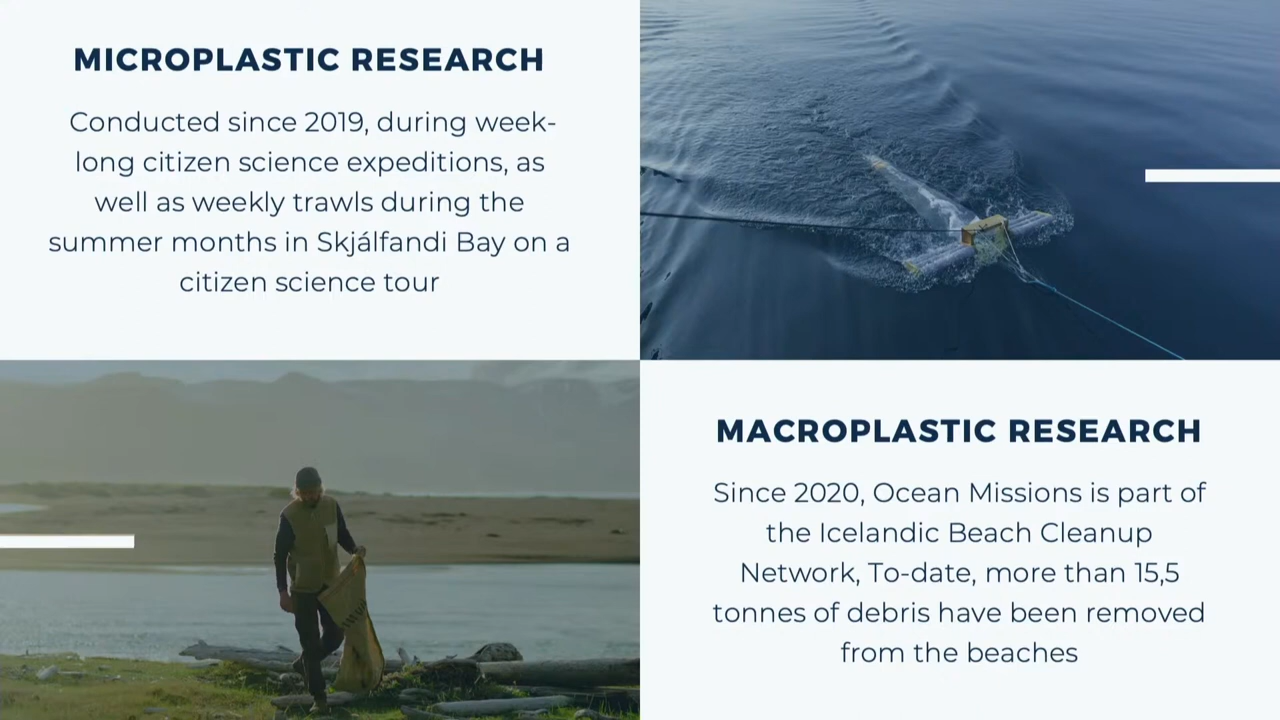 MICROPLASTIC RESEARCH
Conducted since 2019, during week-
long citizen science expeditions, as
well as weekly trawls during the
summer months in Skjálfandi Bay on a
citizen science tour
MACROPLASTIC RESEARCH
Since 2020, Ocean Missions is part of
the Icelandic Beach Cleanup
Network, To-date, more than 15,5
tonnes of debris have been removed
from the beaches